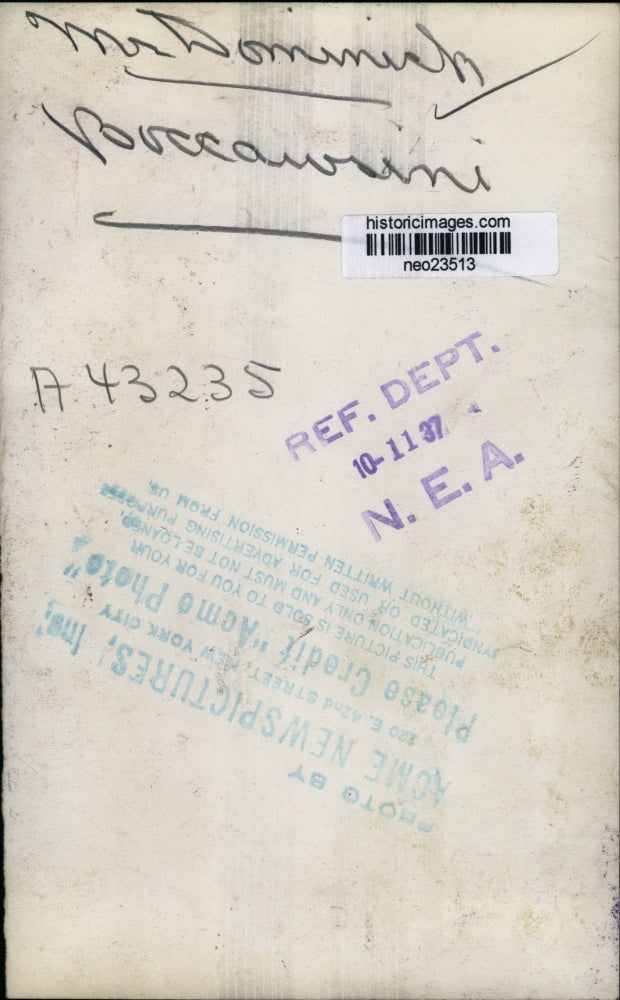 Mr Dominick
historicimages.com
neo23513
A 43235
REF. DEPT.
10-11 37
N. E. A.
PHOTO BY
ACME NEWSPICTURES, Inc.,
220 E. 42nd STREET, NEW YORK CITY
Please Credit "Acme Photo"
THIS PICTURE IS SOLD TO YOU FOR YOUR
PUBLICATION ONLY AND MUST NOT BE LOANED,
SYNDICATED OR USED FOR ADVERTISING PURPOSES
WITHOUT WRITTEN PERMISSION FROM US.